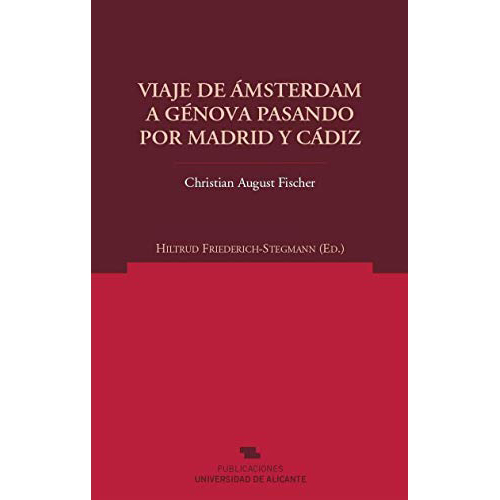 VIAJE DE ÁMSTERDAM
A GÉNOVA PASANDO
POR MADRID Y CÁDIZ
Christian August Fischer
HILTRUD FRIEDERICH-STEGMANN (ED.)
PUBLICACIONES
UNIVERSIDAD DE ALICANTE